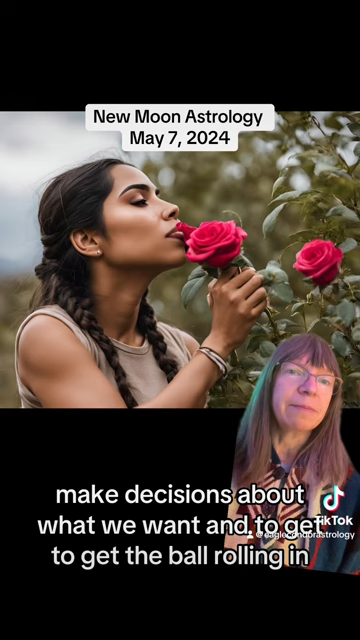 New Moon Astrology
May 7, 2024
make decisions about
what we want and to get
to get the ball rolling in
TikTok
@eaglecondorastrology